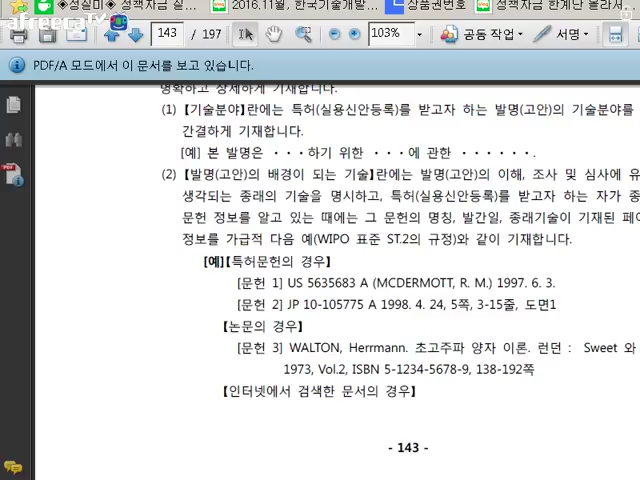 ◈성실미◈ 정책자금 실...
2016.11월, 한국기술개발...
상품권번호
정책자금 한계난 몰라서...
afreecaTV
143 / 197
103%
공동 작업
서명
PDF/A 모드에서 이 문서를 보고 있습니다.
명확하고 상세하게 기재합니다.
(1) 【기술분야】란에는 특허(실용신안등록)를 받고자 하는 발명(고안)의 기술분야를
간결하게 기재합니다.
[예] 본 발명은 ・・・하기 위한 ・・・에 관한 ・・・・・・.
(2) 【발명(고안)의 배경이 되는 기술】란에는 발명(고안)의 이해, 조사 및 심사에 유
생각되는 종래의 기술을 명시하고, 특허(실용신안등록)를 받고자 하는 자가 종
문헌 정보를 알고 있는 때에는 그 문헌의 명칭, 발간일, 종래기술이 기재된 페이
정보를 가급적 다음 예(WIPO 표준 ST.2의 규정)와 같이 기재합니다.
[예]【특허문헌의 경우】
[문헌 1] US 5635683 A (MCDERMOTT, R. M.) 1997. 6. 3.
[문헌 2] JP 10-105775 A 1998. 4. 24, 5쪽, 3-15줄, 도면1
【논문의 경우】
[문헌 3] WALTON, Herrmann. 초고주파 양자 이론. 런던 : Sweet 와
1973, Vol.2, ISBN 5-1234-5678-9, 138-192쪽
【인터넷에서 검색한 문서의 경우】
- 143 -